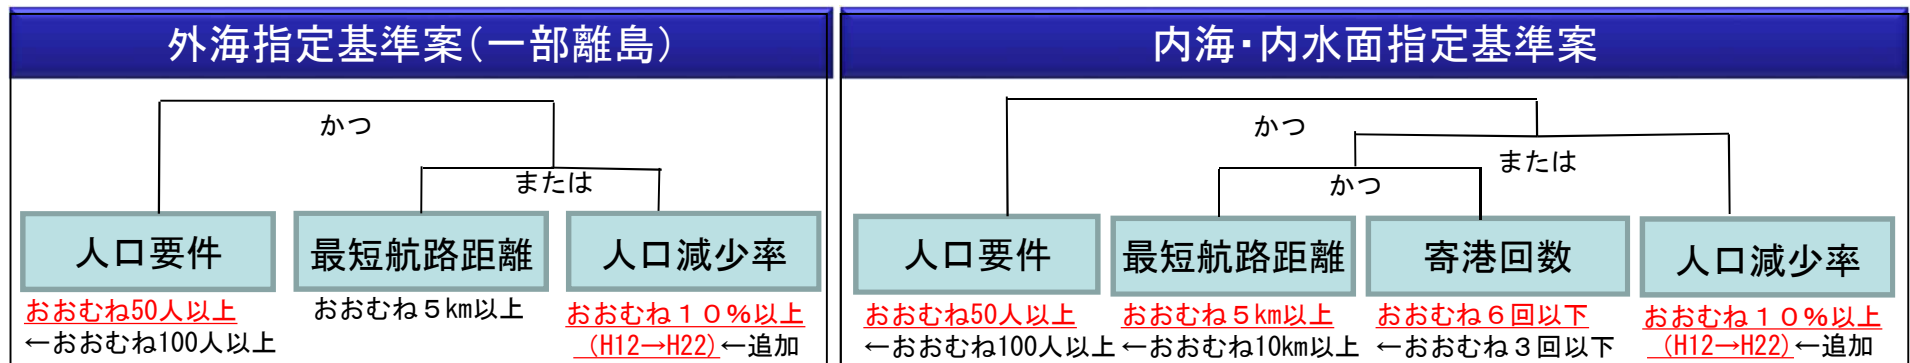 外海指定基準案(一部離島)
かつ
または
人口要件
最短航路距離
人口減少率
おおむね50人以上
←おおむね100人以上
おおむね５km以上
おおむね１０%以上
(H12→H22)←追加
内海・内水面指定基準案
かつ
または
かつ
人口要件
最短航路距離
寄港回数
人口減少率
おおむね50人以上
←おおむね100人以上
おおむね５km以上
←おおむね10km以上
おおむね６回以下
←おおむね３回以下
おおむね１０%以上
(H12→H22)←追加